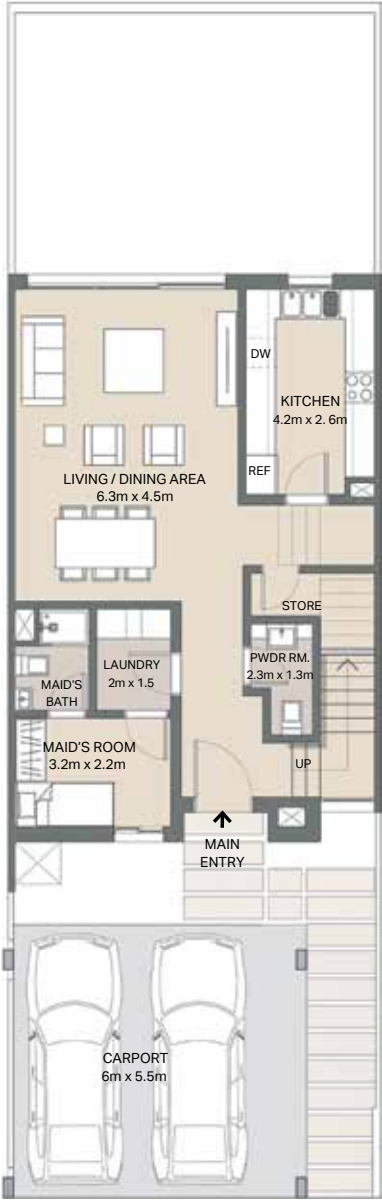 DW
KITCHEN
4.2m x 2. 6m
REF
LIVING / DINING AREA
6.3m x 4.5m
STORE
LAUNDRY
2m x 1.5
PWDR RM.
2.3m x 1.3m
MAID'S
BATH
MAID'S ROOM
3.2m x 2.2m
UP
MAIN
ENTRY
CARPORT
6m x 5.5m